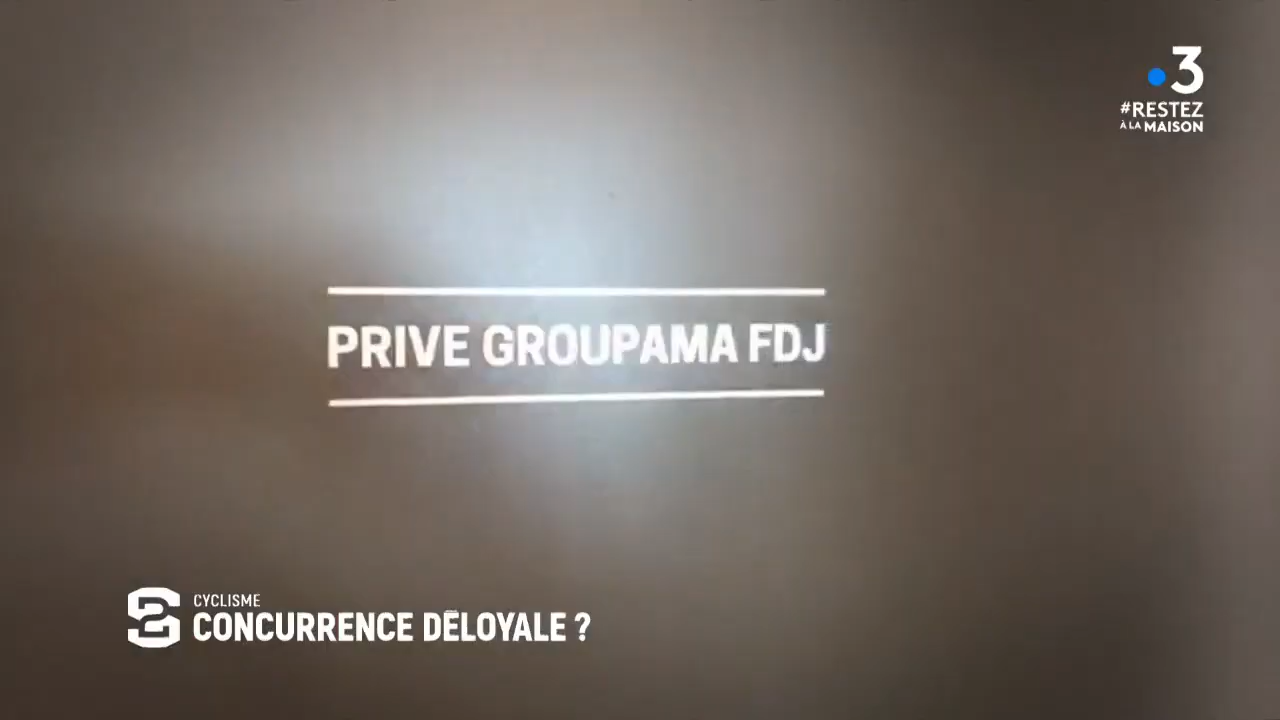 3
#RESTEZ
À LA MAISON
PRIVE GROUPAMA FDJ
CYCLISME
CONCURRENCE DÉLOYALE ?